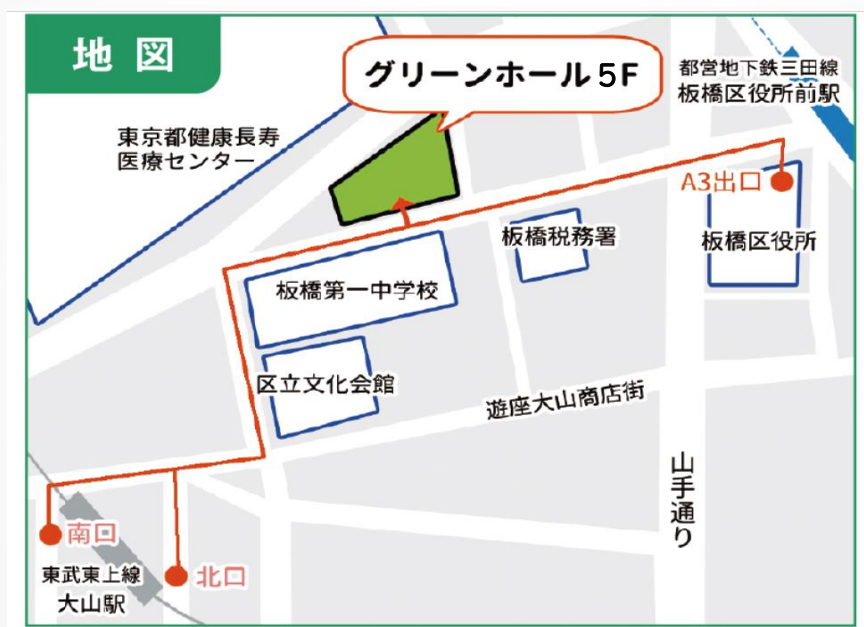 地図
グリーンホール5F
都営地下鉄三田線
板橋区役所前駅
東京都健康長寿
医療センター
A3出口
板橋税務署
板橋区役所
板橋第一中学校
区立文化会館
遊座大山商店街
山手通り
南口
北口
東武東上線
大山駅